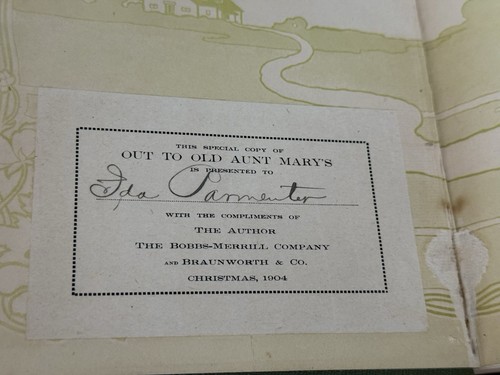 THIS SPECIAL COPY OF
OUT TO OLD AUNT MARY'S
IS PRESENTED TO
Ida Parmenter
WITH THE COMPLIMENTS OF
THE AUTHOR
THE BOBBS-MERRILL COMPANY
AND BRAUNWORTH & CO.
CHRISTMAS, 1904